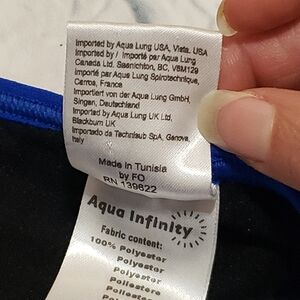 Imported by Aqua Lung USA, Vista, USA
Imported by / Importé par Aqua Lung
Canada Ltd. Saanichton, BC, V8M129
Importé par Aqua Lung Spirotechnique,
Carros, France
Importiert von der Aqua Lung GmbH,
Singen, Deutschland
Imported by Aqua Lung UK Ltd,
Blackburn UK
Importado da Technisub SpA, Genova,
Italy
Made in Tunisia
by FO
RN 139622
Aqua Infinity
Fabric content:
100% Polyester
Polyester
Polyester
Poliestere